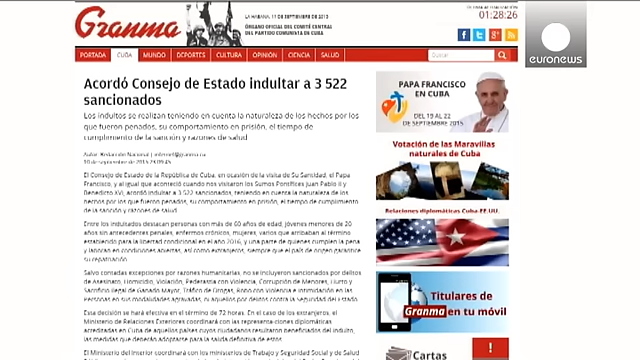 Granma
LA HABANA, 11 DE SEPTIEMBRE DE 2015
ÓRGANO OFICIAL DEL COMITÉ CENTRAL
DEL PARTIDO COMUNISTA DE CUBA
01:28:26
euronews
PORTADA CUBA MUNDO DEPORTES CULTURA OPINIÓN CIENCIA SALUD
Buscar
Acordó Consejo de Estado indultar a 3 522
sancionados
Los indultos se realizan teniendo en cuenta la naturaleza de los hechos por los
que fueron penados, su comportamiento en prisión, el tiempo de
cumplimiento de la sanción y razones de salud
Autor: Redacción Nacional | internet@granma.cu
10 de septiembre de 2015 23:09:45
El Consejo de Estado de la República de Cuba, en ocasión de la visita de Su Santidad, el Papa
Francisco, y al igual que aconteció cuando nos visitaron los Sumos Pontífices Juan Pablo II y
Benedicto XVI, acordó indultar a 3 522 sancionados, teniendo en cuenta la naturaleza de los
hechos por los que fueron penados, su comportamiento en prisión, el tiempo de cumplimiento
de la sanción y razones de salud.
Entre los indultados destacan personas con más de 60 años de edad, jóvenes menores de 20
años sin antecedentes penales, enfermos crónicos, mujeres, varios que arribaban al término
establecido para la libertad condicional en el año 2016, y una parte de quienes cumplen la pena
y laboran en condiciones abiertas, así como extranjeros, siempre que el país de origen garantice
su repatriación.
Salvo contadas excepciones por razones humanitarias, no se incluyeron sancionados por delitos
de Asesinato, Homicidio, Violación, Pederastia con Violencia, Corrupción de Menores, Hurto y
Sacrificio Ilegal de Ganado Mayor, Tráfico de Drogas, Robo con Violencia e Intimidación en las
Personas en sus modalidades agravadas, ni aquellos por delitos contra la Seguridad del Estado.
Esta decisión se hará efectiva en el término de 72 horas. En el caso de los extranjeros, el
Ministerio de Relaciones Exteriores coordinará con las representaciones diplomáticas
acreditadas en Cuba de aquellos países cuyos ciudadanos resultaron beneficiados del indulto,
las medidas que deberán adoptarse para la salida definitiva de estos.
El Ministerio del Interior coordinará con los ministerios de Trabajo y Seguridad Social y de Salud
PAPA FRANCISCO
EN CUBA
DEL 19 AL 22
DE SEPTIEMBRE 2015
Votación de las Maravillas
naturales de Cuba
Relaciones diplomáticas Cuba-EE.UU.
Titulares de
Granma en tu móvil
Cartas